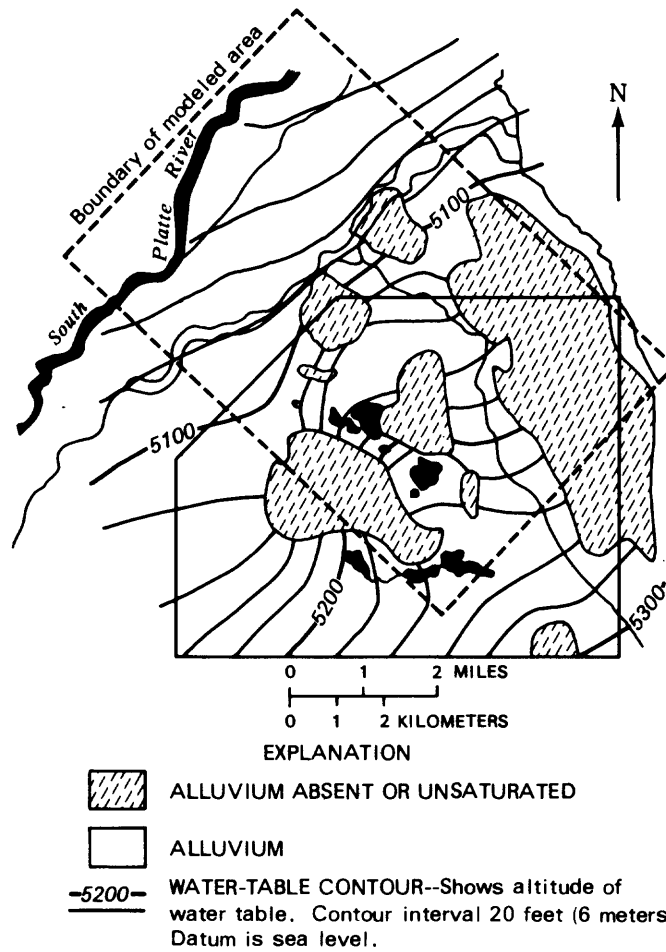 Boundary of modeled area
N
South Platte River
5100
5100
5200
5300
0 1 2 MILES
0 1 2 KILOMETERS
EXPLANATION
ALLUVIUM ABSENT OR UNSATURATED
ALLUVIUM
-5200- WATER-TABLE CONTOUR--Shows altitude of
water table. Contour interval 20 feet (6 meters
Datum is sea level.